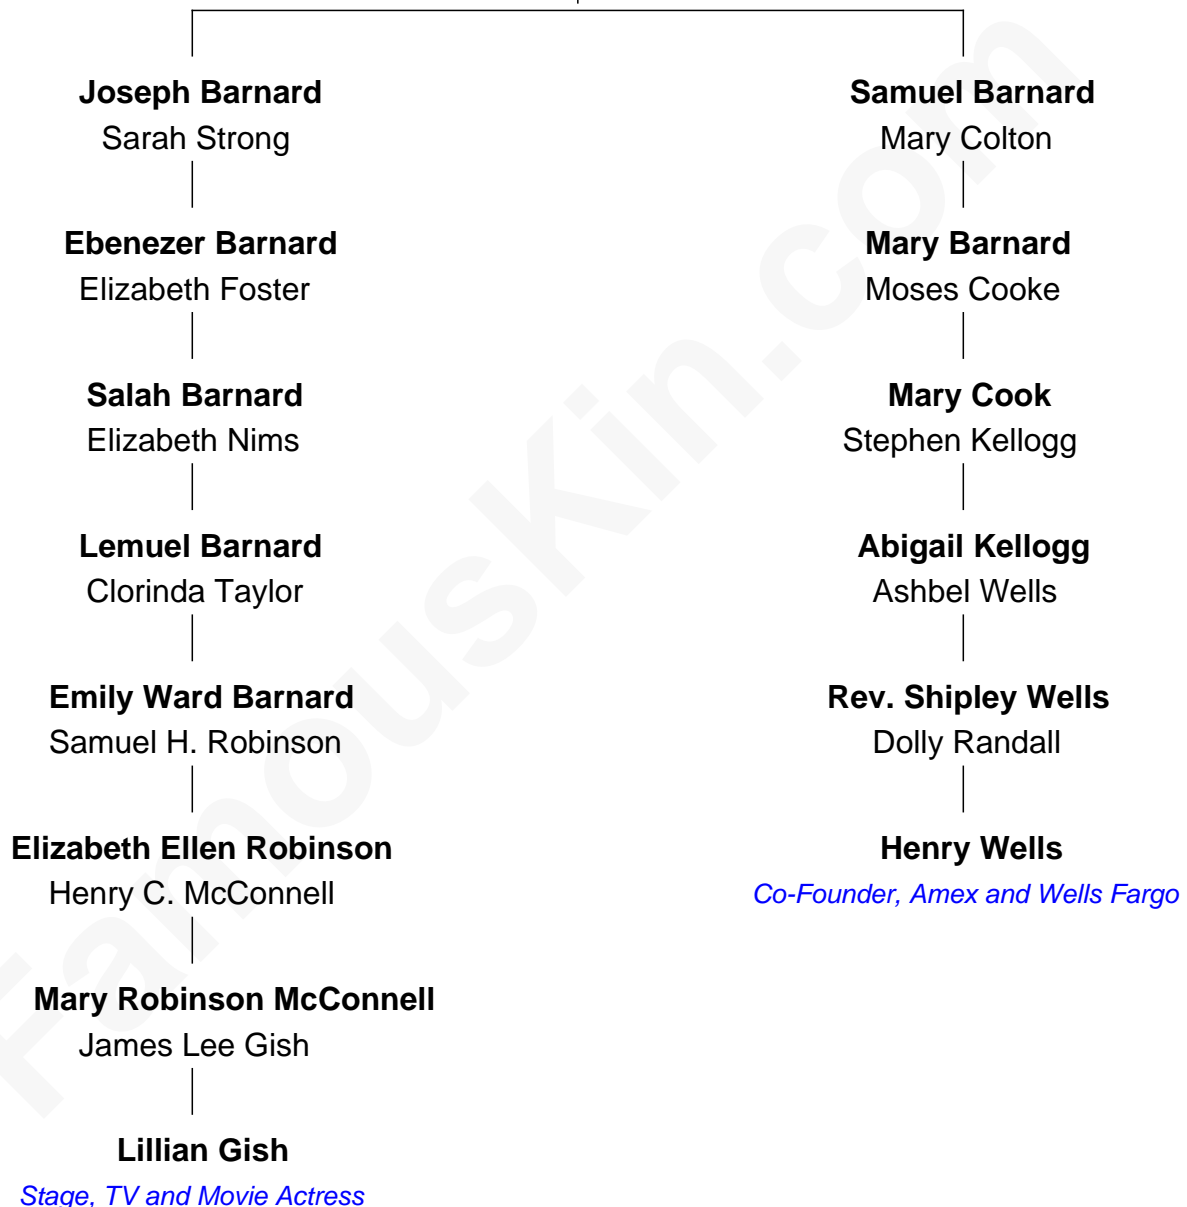 Joseph Barnard
Sarah Strong
Ebenezer Barnard
Elizabeth Foster
Salah Barnard
Elizabeth Nims
Lemuel Barnard
Clorinda Taylor
Emily Ward Barnard
Samuel H. Robinson
Elizabeth Ellen Robinson
Henry C. McConnell
Mary Robinson McConnell
James Lee Gish
Lillian Gish
Stage, TV and Movie Actress
Samuel Barnard
Mary Colton
Mary Barnard
Moses Cooke
Mary Cook
Stephen Kellogg
Abigail Kellogg
Ashbel Wells
Rev. Shipley Wells
Dolly Randall
Henry Wells
Co-Founder, Amex and Wells Fargo
FamousKin.com